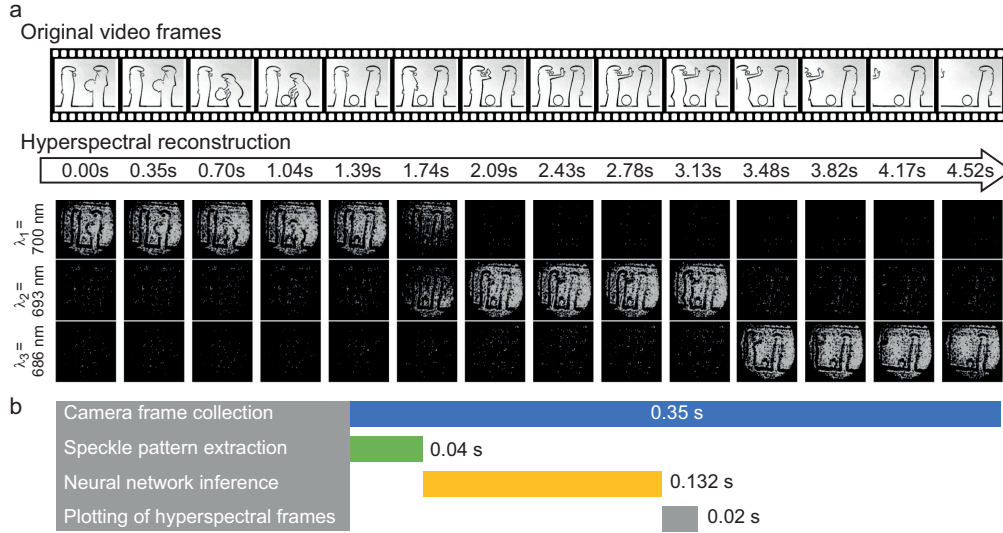 a
Original video frames
Hyperspectral reconstruction
0.00s 0.35s 0.70s 1.04s 1.39s 1.74s 2.09s 2.43s 2.78s 3.13s 3.48s 3.82s 4.17s 4.52s
λ1 =
700 nm
λ2 =
693 nm
λ3 =
686 nm
b
Camera frame collection 0.35 s
Speckle pattern extraction 0.04 s
Neural network inference 0.132 s
Plotting of hyperspectral frames 0.02 s